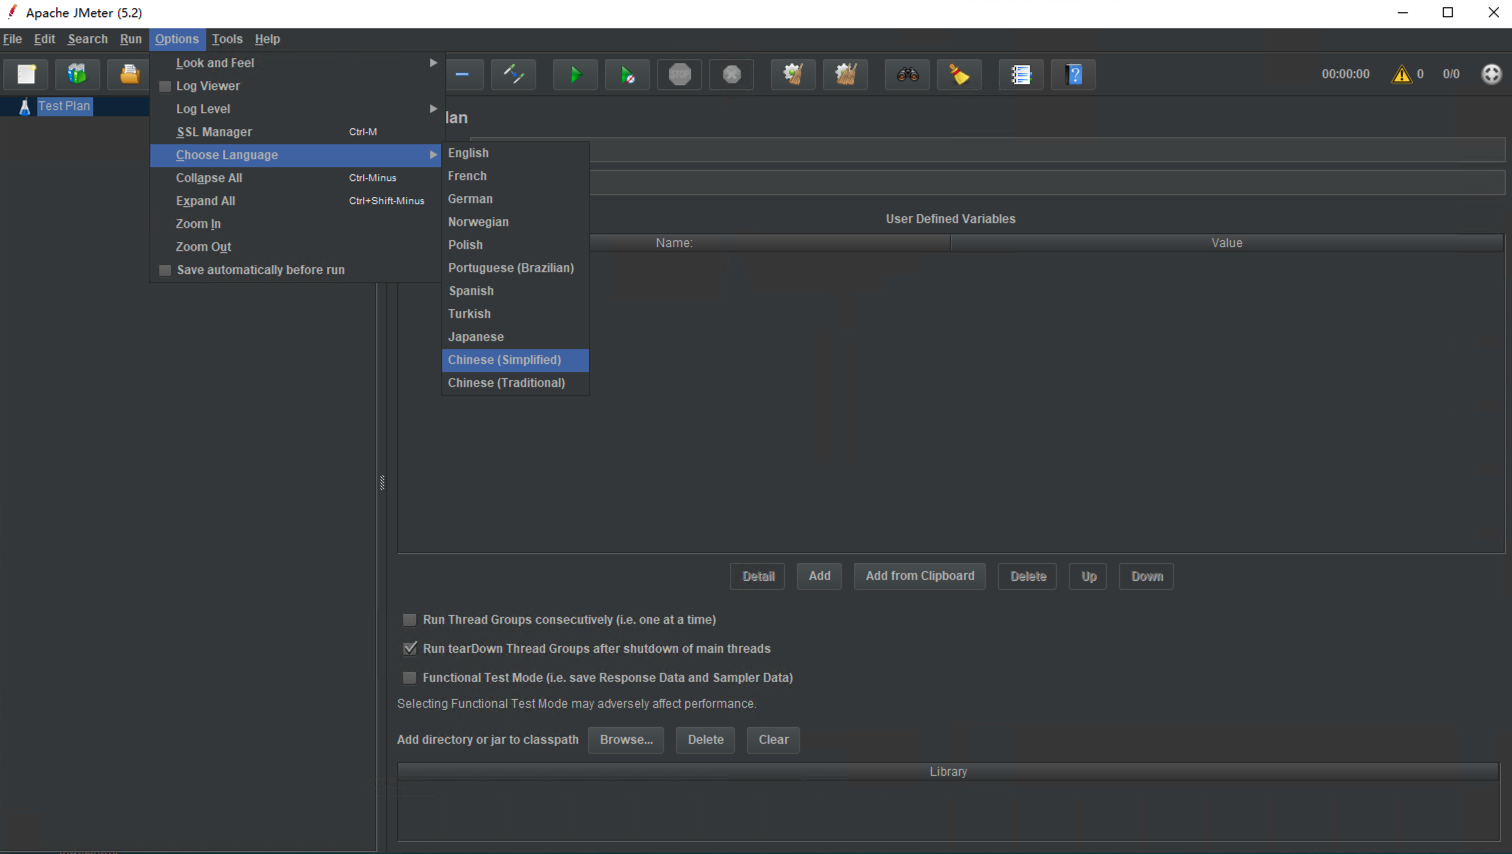 Apache JMeter (5.2)
File Edit Search Run Options Tools Help
STOP
00:00:00 0 0/0
Test Plan
Look and Feel
Log Viewer
Log Level
SSL Manager Ctrl-M
Choose Language
Collapse All Ctrl-Minus
Expand All Ctrl+Shift-Minus
Zoom In
Zoom Out
Save automatically before run
English
French
German
Norwegian
Polish
Portuguese (Brazilian)
Spanish
Turkish
Japanese
Chinese (Simplified)
Chinese (Traditional)
lan
User Defined Variables
Name: Value
Detail Add Add from Clipboard Delete Up Down
Run Thread Groups consecutively (i.e. one at a time)
Run tearDown Thread Groups after shutdown of main threads
Functional Test Mode (i.e. save Response Data and Sampler Data)
Selecting Functional Test Mode may adversely affect performance.
Add directory or jar to classpath Browse... Delete Clear
Library